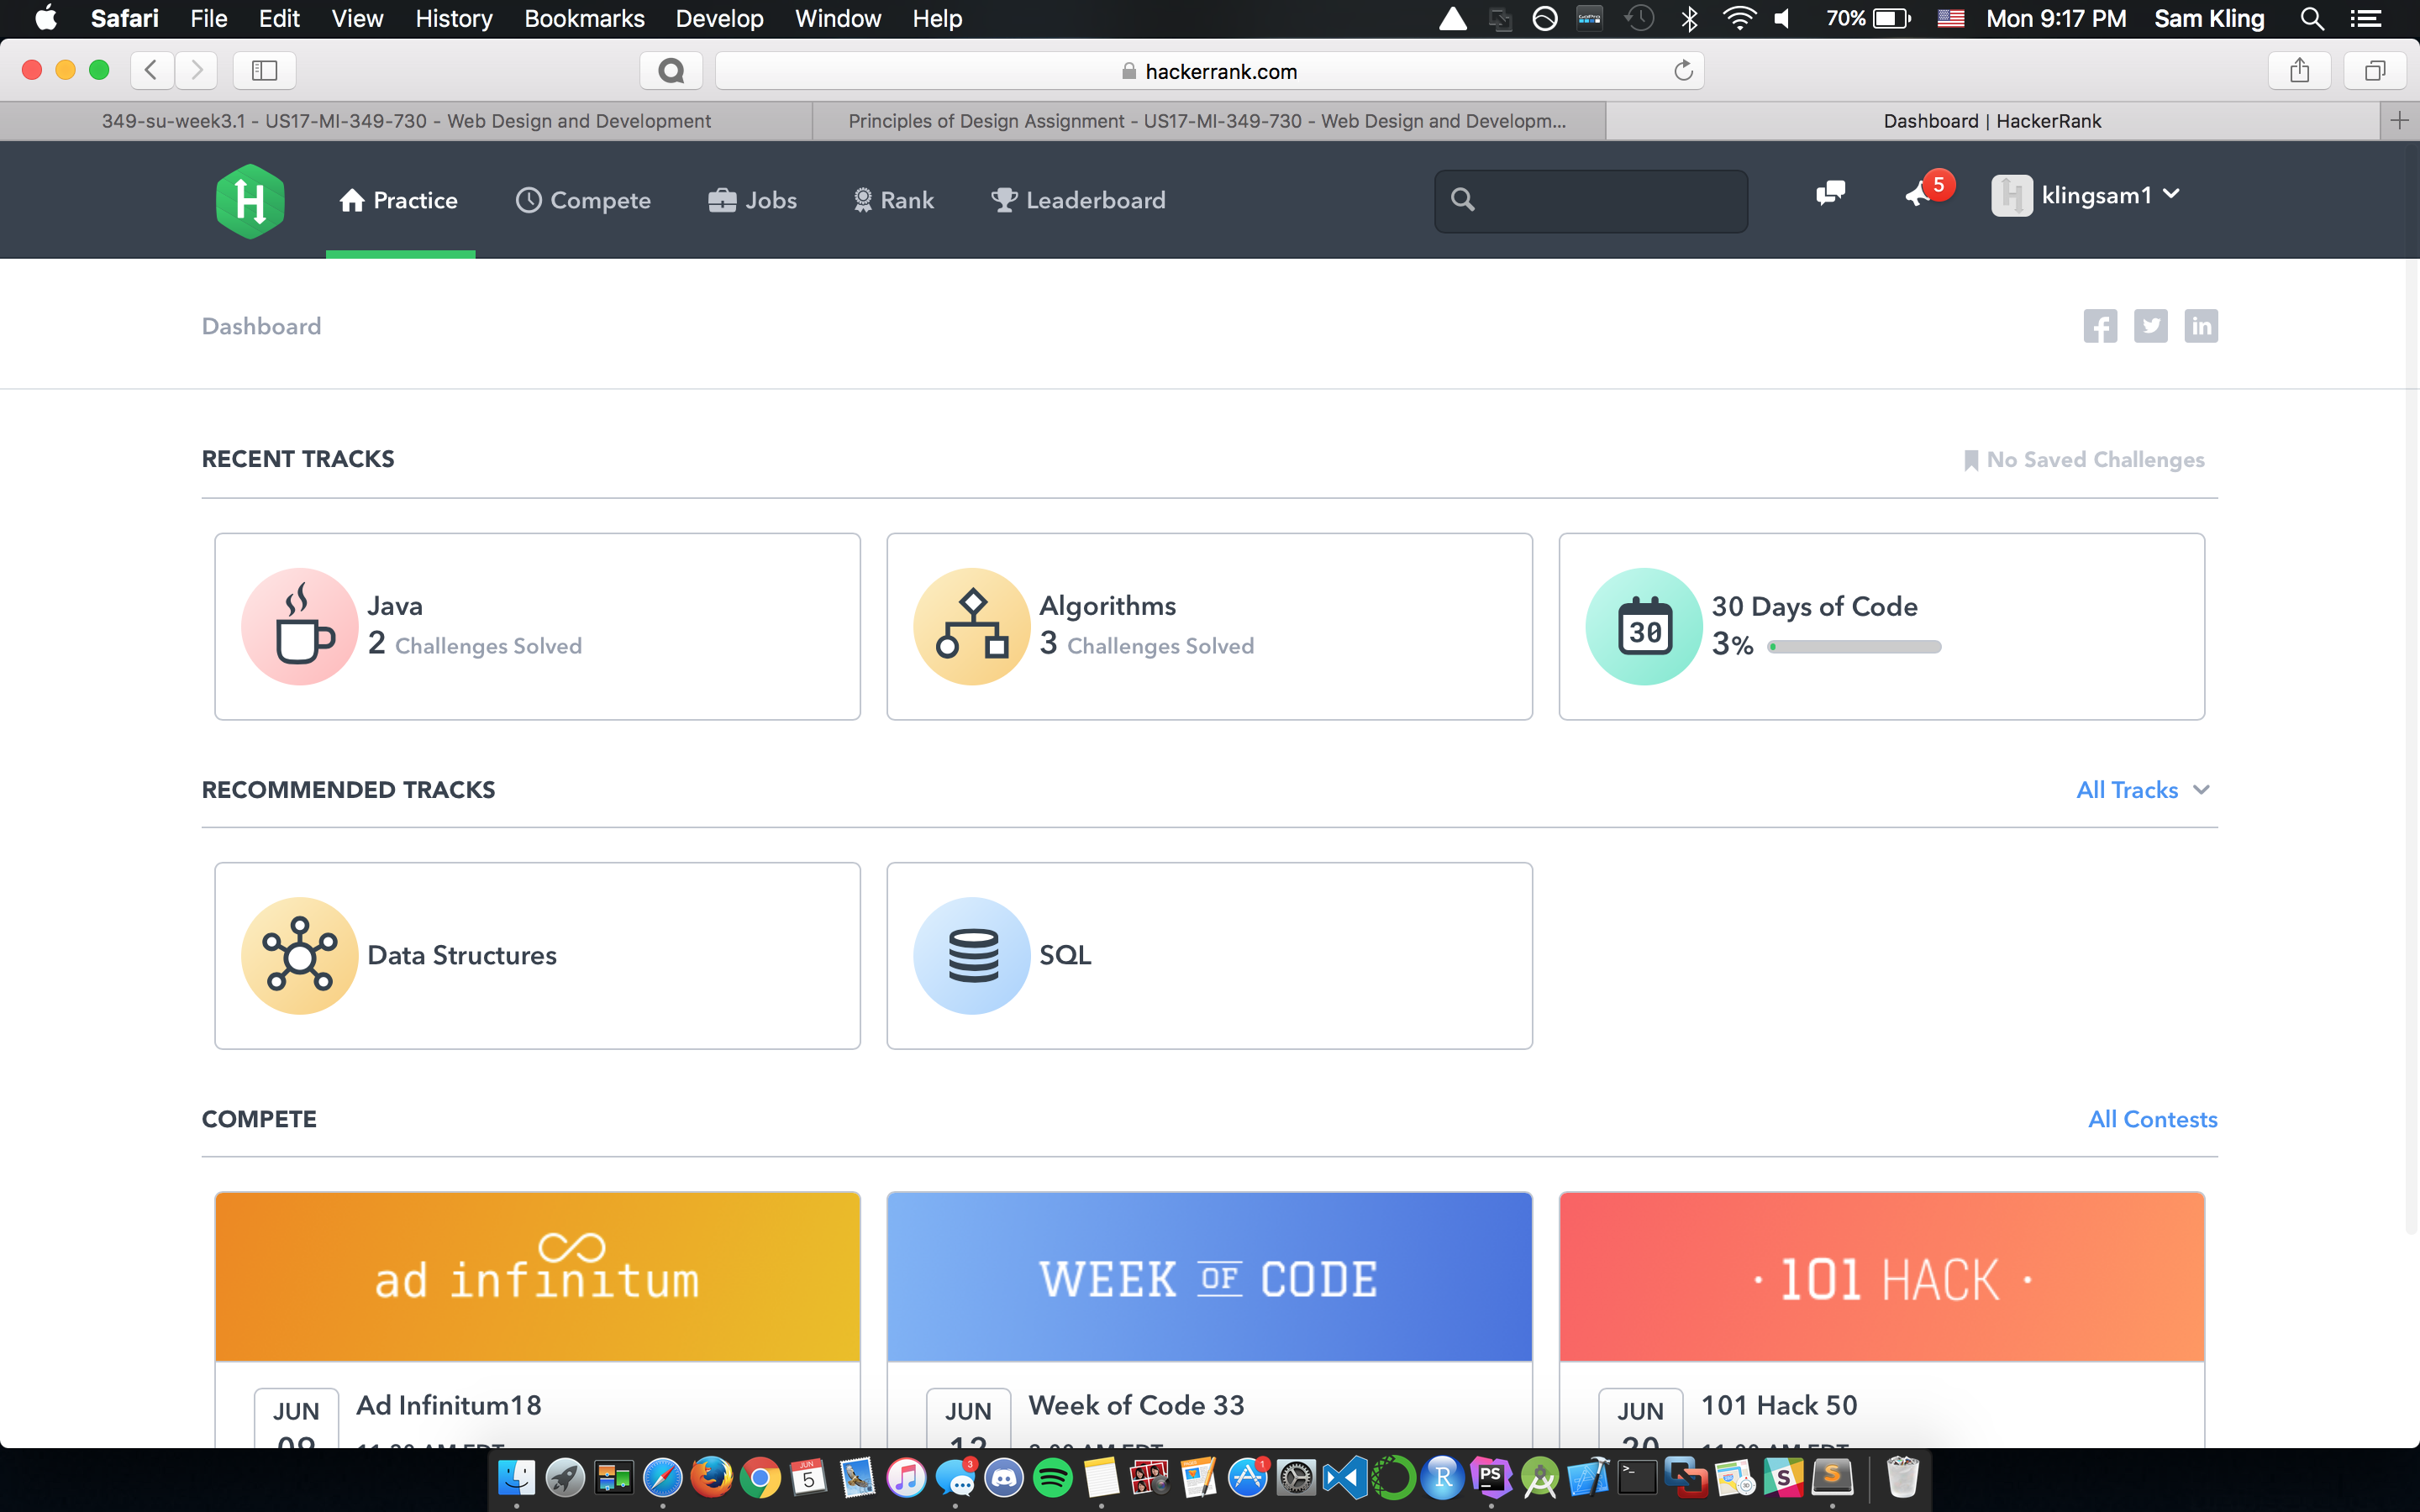 Safari File Edit View History Bookmarks Develop Window Help 70% Mon 9:17 PM Sam Kling
hackerrank.com
349-su-week3.1 - US17-MI-349-730 - Web Design and Development
Principles of Design Assignment - US17-MI-349-730 - Web Design and Developm...
Dashboard | HackerRank
H Practice Compete Jobs Rank Leaderboard 5 klingsam1
Dashboard
RECENT TRACKS
No Saved Challenges
Java
2 Challenges Solved
Algorithms
3 Challenges Solved
30
30 Days of Code
3%
RECOMMENDED TRACKS
All Tracks
Data Structures
SQL
COMPETE
All Contests
ad infinitum
WEEK OF CODE
· 101 HACK ·
JUN
Ad Infinitum18
JUN
Week of Code 33
JUN
101 Hack 50
JUN
5
3
1
R
PS
S
S